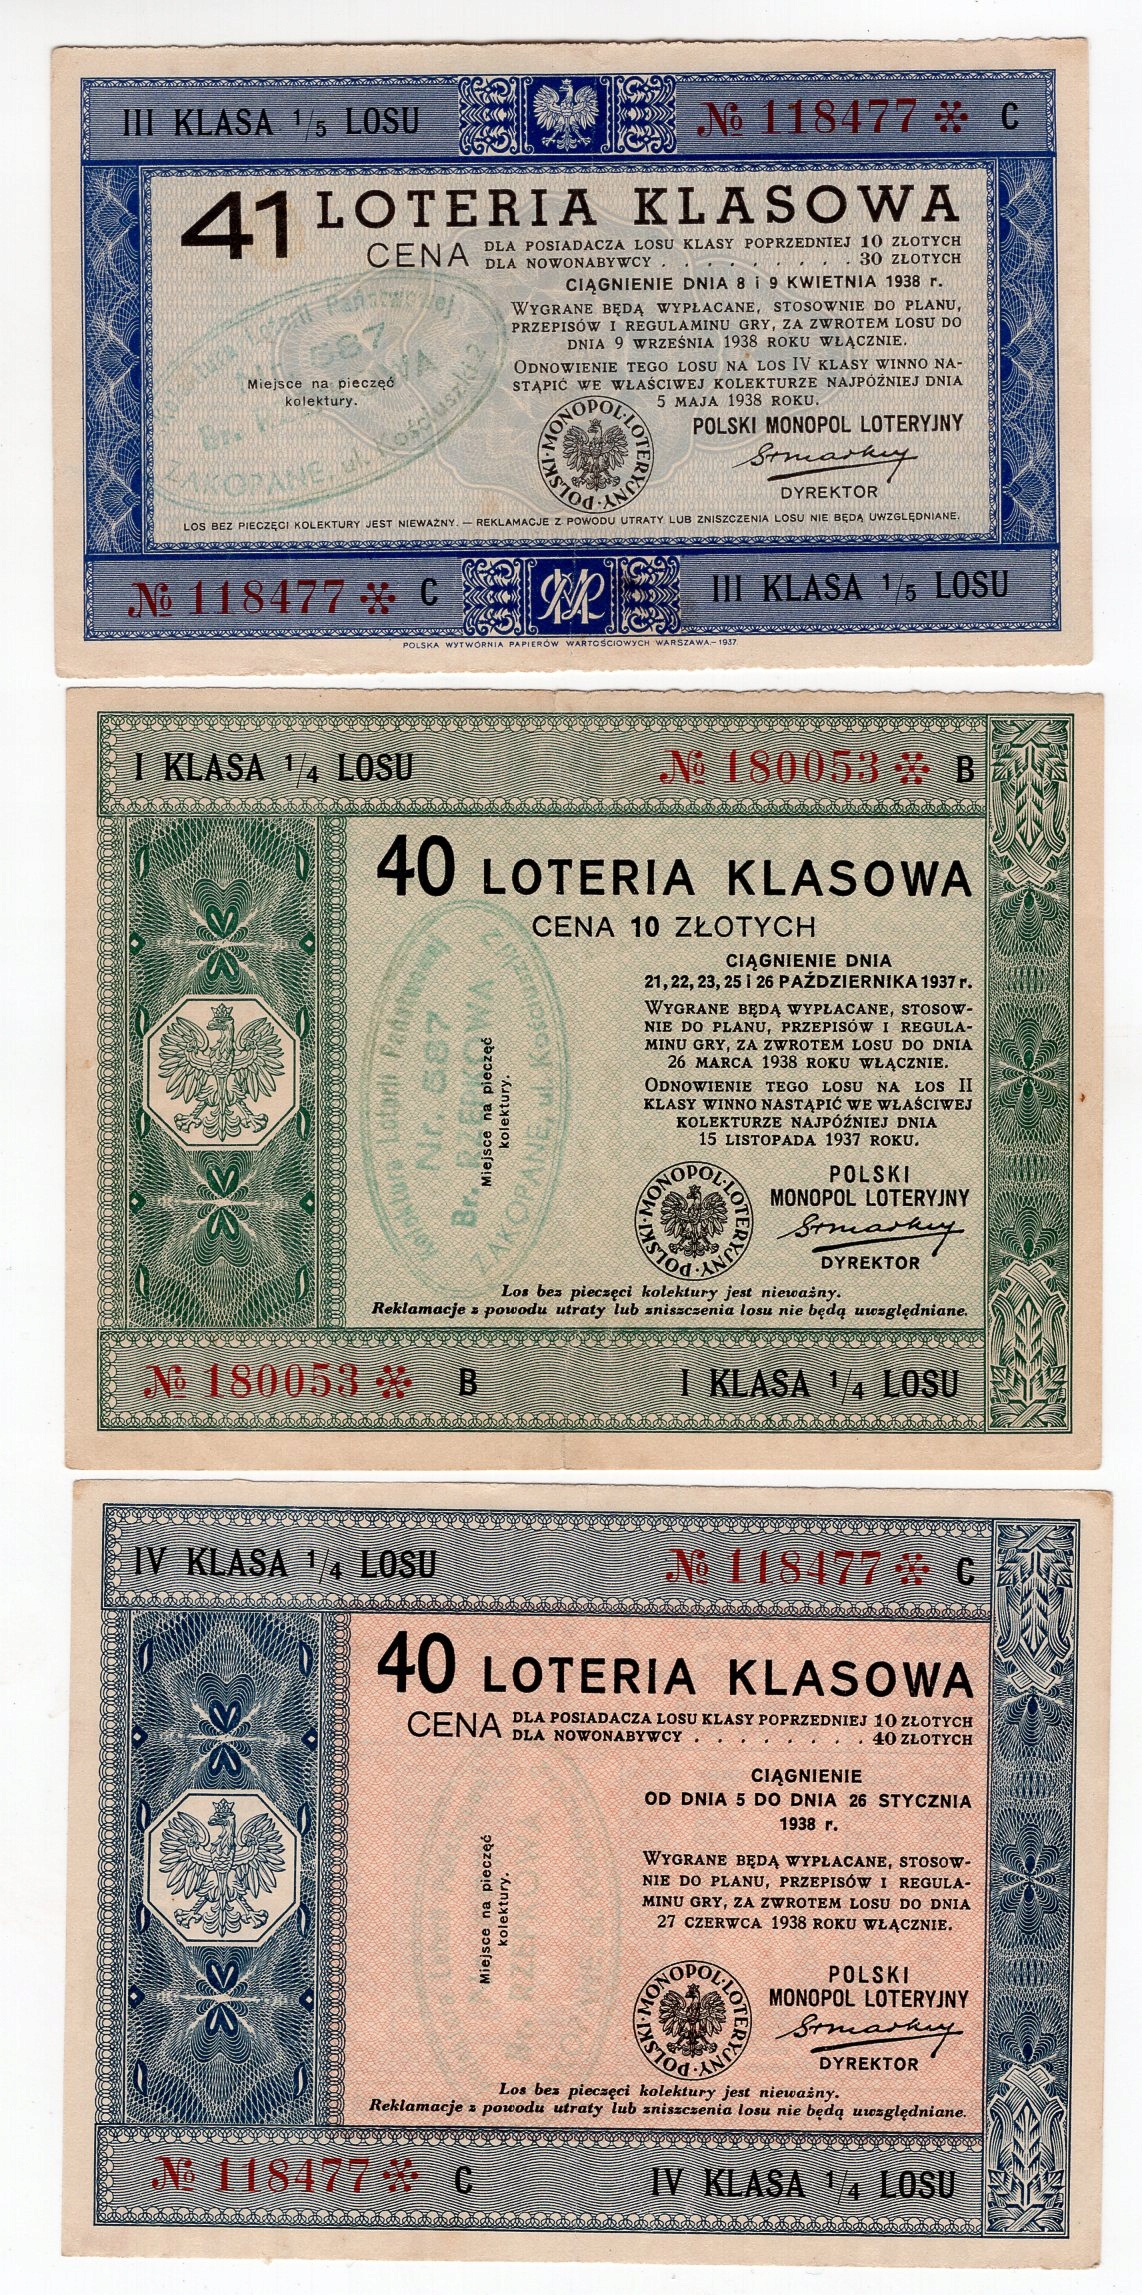 III KLASA 1/5 LOSU
№ 118477 C
41 LOTERIA KLASOWA
CENA DLA POSIADACZA LOSU KLASY POPRZEDNIEJ 10 ZŁOTYCH
DLA NOWONABYWCY . . . . . . . . . 30 ZŁOTYCH
CIĄGNIENIE DNIA 8 i 9 KWIETNIA 1938 r.
WYGRANE BĘDĄ WYPŁACANE, STOSOWNIE DO PLANU,
PRZEPISÓW I REGULAMINU GRY, ZA ZWROTEM LOSU DO
DNIA 9 WRZEŚNIA 1938 ROKU WŁĄCZNIE.
ODNOWIENIE TEGO LOSU NA LOS IV KLASY WINNO NA-
STĄPIĆ WE WŁAŚCIWEJ KOLEKTURZE NAJPÓŹNIEJ DNIA
5 MAJA 1938 ROKU.
Miejsce na pieczęć
kolektury.
Loterji Państwowej
587
ZAKOPANE, ul. Kościuszki 2
POLSKI MONOPOL LOTERYJNY
POLSKI MONOPOL LOTERYJNY
DYREKTOR
LOS BEZ PIECZĘCI KOLEKTURY JEST NIEWAŻNY. — REKLAMACJE Z POWODU UTRATY LUB ZNISZCZENIA LOSU NIE BĘDĄ UWZGLĘDNIANE.
№ 118477 C
III KLASA 1/5 LOSU
POLSKA WYTWÓRNIA PAPIERÓW WARTOŚCIOWYCH WARSZAWA.– 1937.
I KLASA 1/4 LOSU
№ 180053 B
40 LOTERIA KLASOWA
CENA 10 ZŁOTYCH
CIĄGNIENIE DNIA
21, 22, 23, 25 i 26 PAŹDZIERNIKA 1937 r.
WYGRANE BĘDĄ WYPŁACANE, STOSOW-
NIE DO PLANU, PRZEPISÓW I REGULA-
MINU GRY, ZA ZWROTEM LOSU DO DNIA
26 MARCA 1938 ROKU WŁĄCZNIE.
ODNOWIENIE TEGO LOSU NA LOS II
KLASY WINNO NASTĄPIĆ WE WŁAŚCIWEJ
KOLEKTURZE NAJPÓŹNIEJ DNIA
15 LISTOPADA 1937 ROKU.
Kolektura Loterji Państwowej
Nr. 587
Br. RZEPKOWA
ZAKOPANE, ul. Kościuszki 2
Miejsce na pieczęć
kolektury.
POLSKI MONOPOL LOTERYJNY
POLSKI
MONOPOL LOTERYJNY
DYREKTOR
Los bez pieczęci kolektury jest nieważny.
Reklamacje z powodu utraty lub zniszczenia losu nie będą uwzględniane.
№ 180053 B
I KLASA 1/4 LOSU
IV KLASA 1/4 LOSU
№ 118477 C
40 LOTERIA KLASOWA
CENA DLA POSIADACZA LOSU KLASY POPRZEDNIEJ 10 ZŁOTYCH
DLA NOWONABYWCY . . . . . . . . 40 ZŁOTYCH
CIĄGNIENIE
OD DNIA 5 DO DNIA 26 STYCZNIA
1938 r.
WYGRANE BĘDĄ WYPŁACANE, STOSOW-
NIE DO PLANU, PRZEPISÓW I REGULA-
MINU GRY, ZA ZWROTEM LOSU DO DNIA
27 CZERWCA 1938 ROKU WŁĄCZNIE.
Miejsce na pieczęć
kolektury.
POLSKI MONOPOL LOTERYJNY
POLSKI
MONOPOL LOTERYJNY
DYREKTOR
Los bez pieczęci kolektury jest nieważny.
Reklamacje z powodu utraty lub zniszczenia losu nie będą uwzględniane.
№ 118477 C
IV KLASA 1/4 LOSU